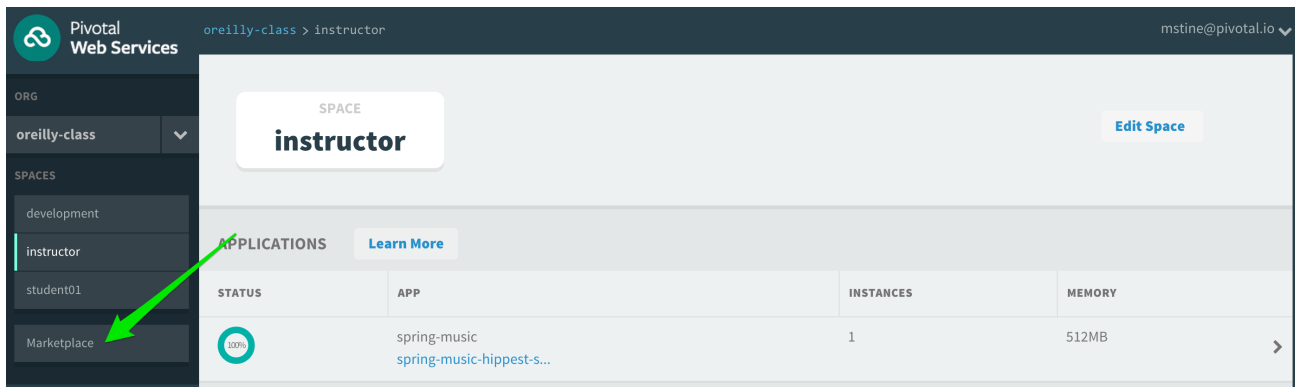 Pivotal
Web Services
oreilly-class > instructor
mstine@pivotal.io
ORG
oreilly-class
SPACES
development
instructor
student01
Marketplace
SPACE
instructor
Edit Space
APPLICATIONS
Learn More
STATUS APP INSTANCES MEMORY
100% spring-music 1 512MB
spring-music-hippest-s...